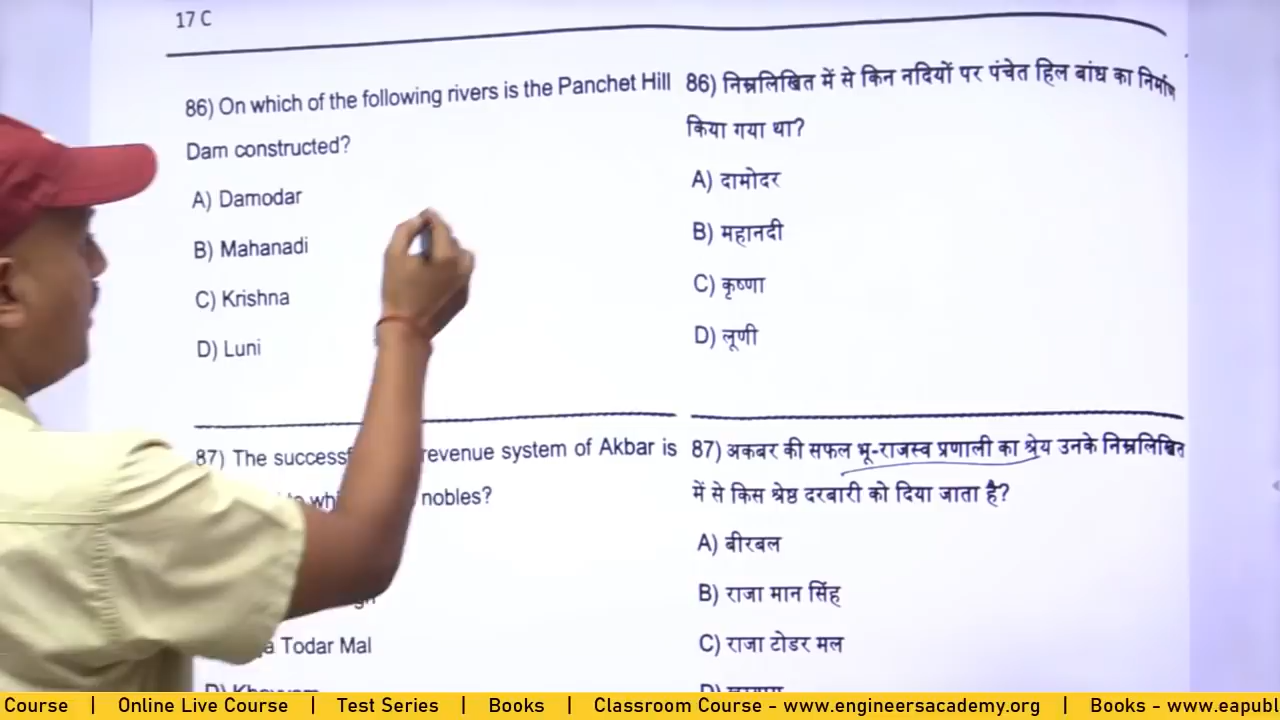 17 C
86) On which of the following rivers is the Panchet Hill
Dam constructed?
A) Damodar
B) Mahanadi
C) Krishna
D) Luni
86) निम्नलिखित में से किन नदियों पर पंचेत हिल बांध का निर्माण
किया गया था?
A) दामोदर
B) महानदी
C) कृष्णा
D) लूणी
87) The success revenue system of Akbar is
nobles?
Todar Mal
87) अकबर की सफल भू-राजस्व प्रणाली का श्रेय उनके निम्नलिखित
में से किस श्रेष्ठ दरबारी को दिया जाता है?
A) बीरबल
B) राजा मान सिंह
C) राजा टोडर मल
Course | Online Live Course | Test Series | Books | Classroom Course - www.engineersacademy.org | Books - www.eapubl